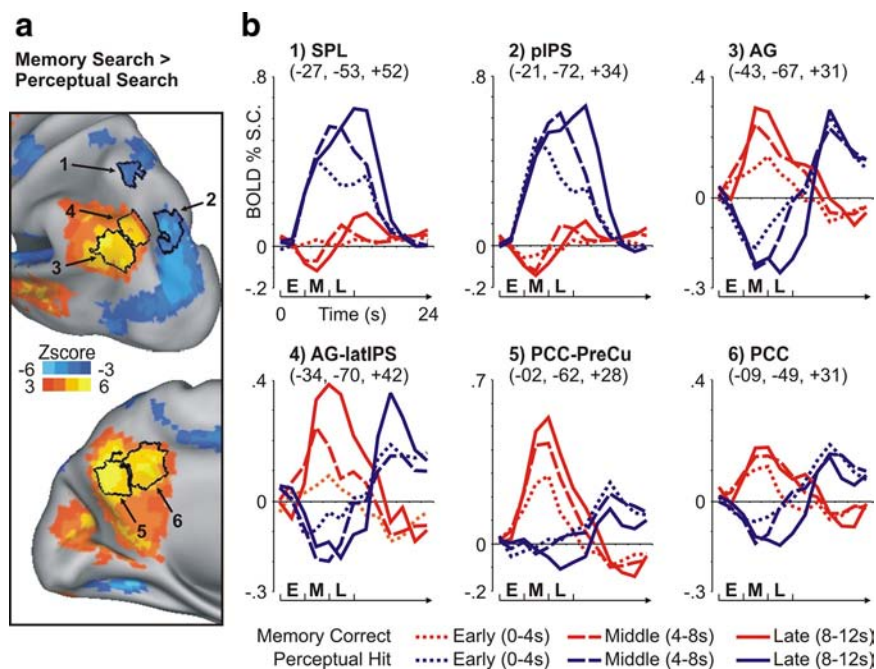 a
Memory Search >
Perceptual Search
1
2
4
3
Zscore
-6 -3
3 6
5
6
b
1) SPL
(-27, -53, +52)
.8
BOLD % S.C.
0
-.2
E M L
0 Time (s) 24
2) pIPS
(-21, -72, +34)
.8
0
-.2
E M L
3) AG
(-43, -67, +31)
.4
0
-.3
E M L
4) AG-latIPS
(-34, -70, +42)
.4
0
-.3
E M L
5) PCC-PreCu
(-02, -62, +28)
.7
0
-.2
E M L
6) PCC
(-09, -49, +31)
.4
0
-.3
E M L
Memory Correct Early (0-4s) Middle (4-8s) Late (8-12s)
Perceptual Hit Early (0-4s) Middle (4-8s) Late (8-12s)